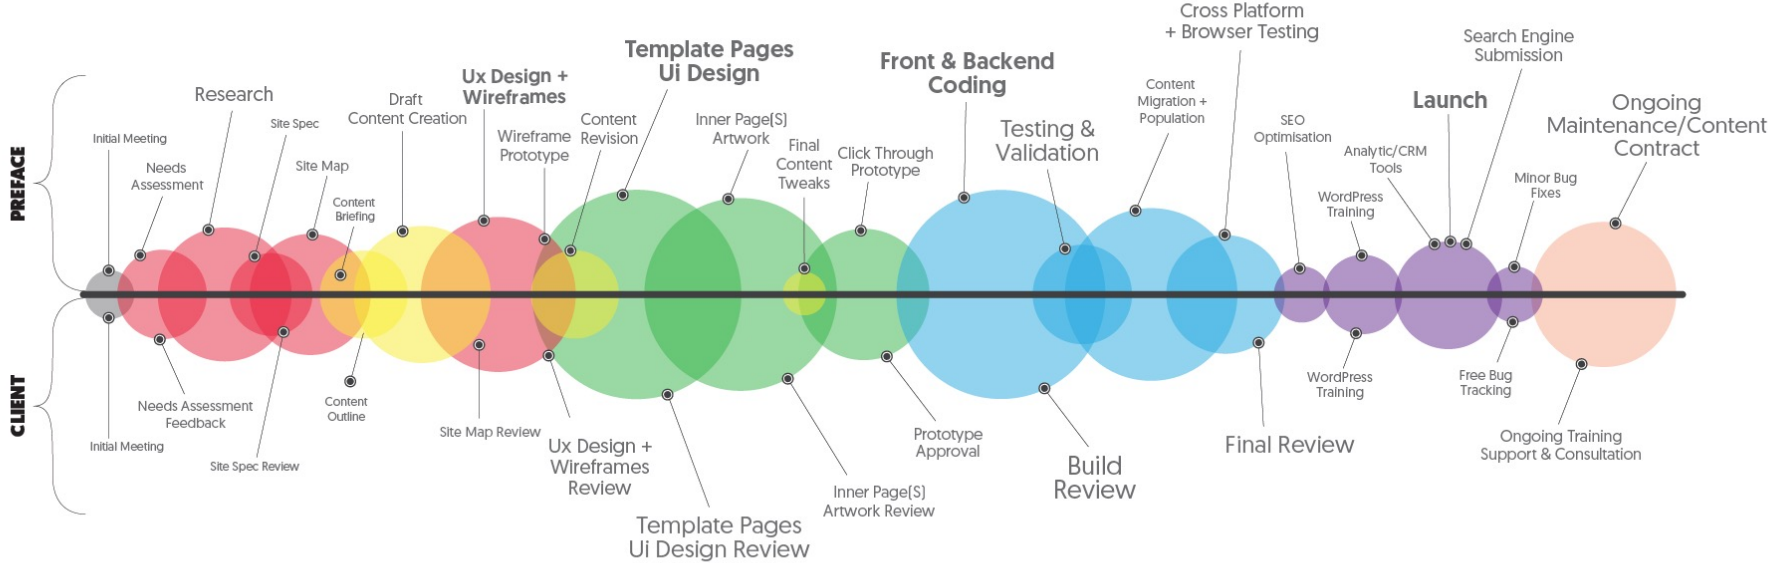 PREFACE
Initial Meeting
Needs
Assessment
Research
Site Spec
Site Map
Content
Briefing
Draft
Content Creation
Ux Design +
Wireframes
Wireframe
Prototype
Content
Revision
Template Pages
Ui Design
Inner Page(S)
Artwork
Final
Content
Tweaks
Click Through
Prototype
Front & Backend
Coding
Testing &
Validation
Content
Migration +
Population
Cross Platform
+ Browser Testing
SEO
Optimisation
WordPress
Training
Analytic/CRM
Tools
Launch
Search Engine
Submission
Minor Bug
Fixes
Ongoing
Maintenance/Content
Contract
CLIENT
Initial Meeting
Needs Assessment
Feedback
Site Spec Review
Content
Outline
Site Map Review
Ux Design +
Wireframes
Review
Template Pages
Ui Design Review
Inner Page(S)
Artwork Review
Prototype
Approval
Build
Review
Final Review
WordPress
Training
Free Bug
Tracking
Ongoing Training
Support & Consultation